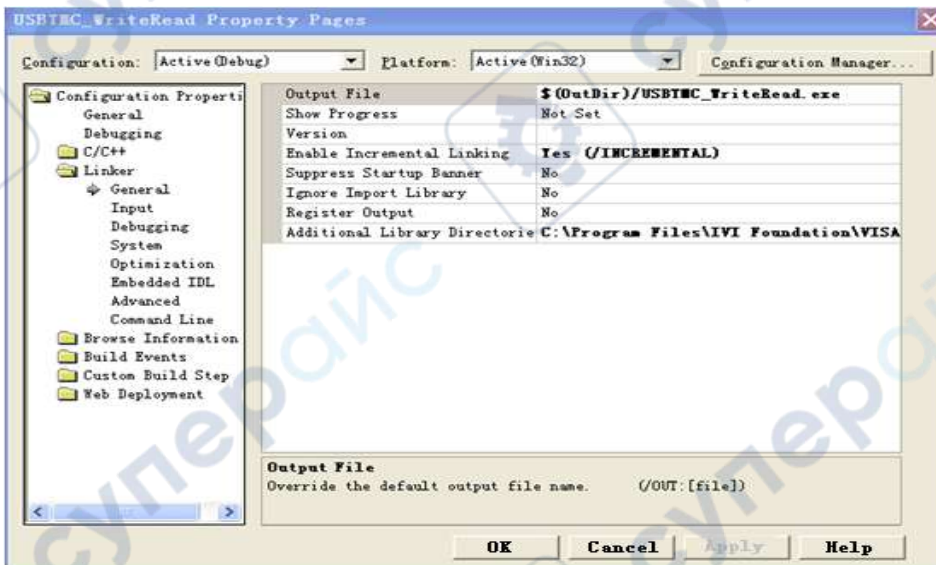 USBTMC_WriteRead Property Pages
Configuration: Active(Debug) Platform: Active(Win32) Configuration Manager...
Configuration Properti
General
Debugging
C/C++
Linker
General
Input
Debugging
System
Optimization
Embedded IDL
Advanced
Command Line
Browse Information
Build Events
Custom Build Step
Web Deployment
Output File $(OutDir)/USBTMC_WriteRead.exe
Show Progress Not Set
Version
Enable Incremental Linking Yes (/INCREMENTAL)
Suppress Startup Banner No
Ignore Import Library No
Register Output No
Additional Library Directorie C:\Program Files\IVI Foundation\VISA
Output File
Override the default output file name. (/OUT:[file])
OK Cancel Apply Help
суперайс